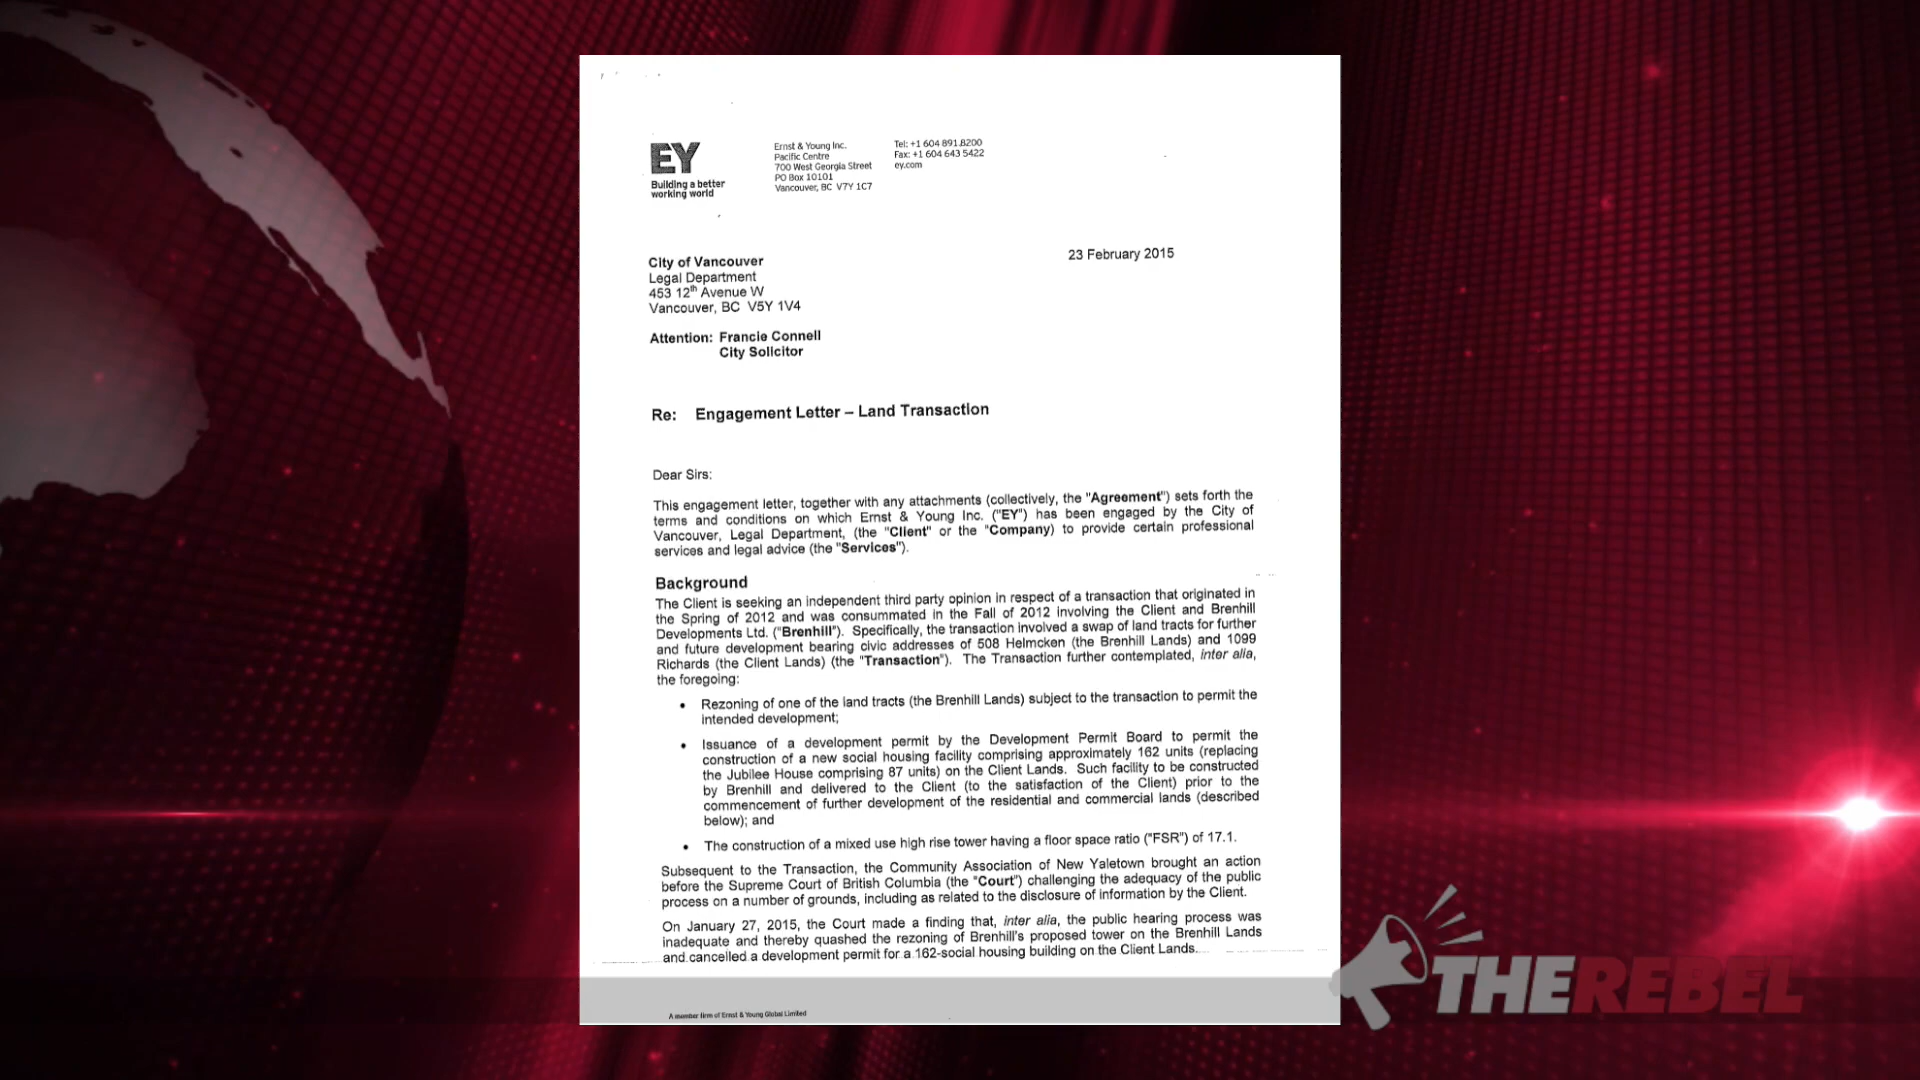 EY
Building a better
working world
Ernst & Young Inc.
Pacific Centre
700 West Georgia Street
PO Box 10101
Vancouver, BC V7Y 1C7
Tel: +1 604 891.8200
Fax: +1 604 643 5422
ey.com
23 February 2015
City of Vancouver
Legal Department
453 12th Avenue W
Vancouver, BC V5Y 1V4
Attention: Francie Connell
City Solicitor
Re: Engagement Letter – Land Transaction
Dear Sirs:
This engagement letter, together with any attachments (collectively, the "Agreement") sets forth the
terms and conditions on which Ernst & Young Inc. ("EY") has been engaged by the City of
Vancouver, Legal Department, (the "Client" or the "Company) to provide certain professional
services and legal advice (the "Services").
Background
The Client is seeking an independent third party opinion in respect of a transaction that originated in
the Spring of 2012 and was consummated in the Fall of 2012 involving the Client and Brenhill
Developments Ltd. ("Brenhill"). Specifically, the transaction involved a swap of land tracts for further
and future development bearing civic addresses of 508 Helmcken (the Brenhill Lands) and 1099
Richards (the Client Lands) (the "Transaction"). The Transaction further contemplated, inter alia,
the foregoing:
• Rezoning of one of the land tracts (the Brenhill Lands) subject to the transaction to permit the
intended development;
• Issuance of a development permit by the Development Permit Board to permit the
construction of a new social housing facility comprising approximately 162 units (replacing
the Jubilee House comprising 87 units) on the Client Lands. Such facility to be constructed
by Brenhill and delivered to the Client (to the satisfaction of the Client) prior to the
commencement of further development of the residential and commercial lands (described
below); and
• The construction of a mixed use high rise tower having a floor space ratio ("FSR") of 17.1.
Subsequent to the Transaction, the Community Association of New Yaletown brought an action
before the Supreme Court of British Columbia (the "Court") challenging the adequacy of the public
process on a number of grounds, including as related to the disclosure of information by the Client.
On January 27, 2015, the Court made a finding that, inter alia, the public hearing process was
inadequate and thereby quashed the rezoning of Brenhill's proposed tower on the Brenhill Lands
and cancelled a development permit for a 162-social housing building on the Client Lands.
A member firm of Ernst & Young Global Limited
THEREBEL